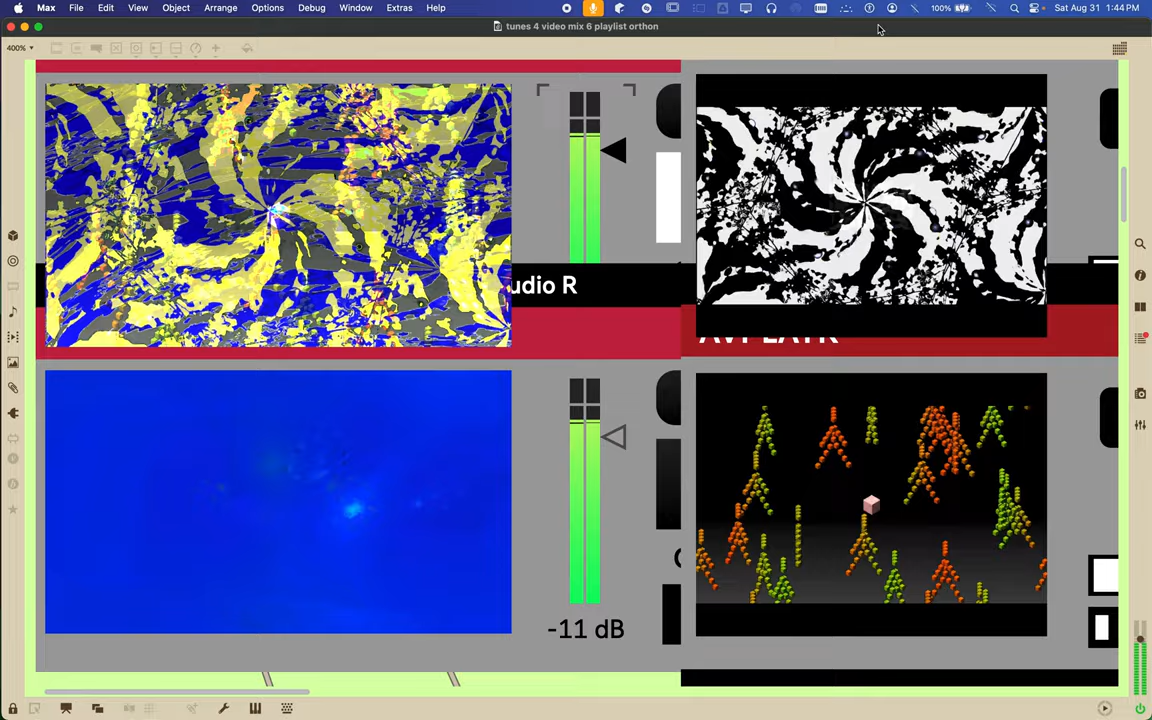 Max File Edit View Object Arrange Options Debug Window Extras Help 100% Sat Aug 31 1:44 PM
tunes 4 video mix 6 playlist orthon
400%
udio R
-11 dB